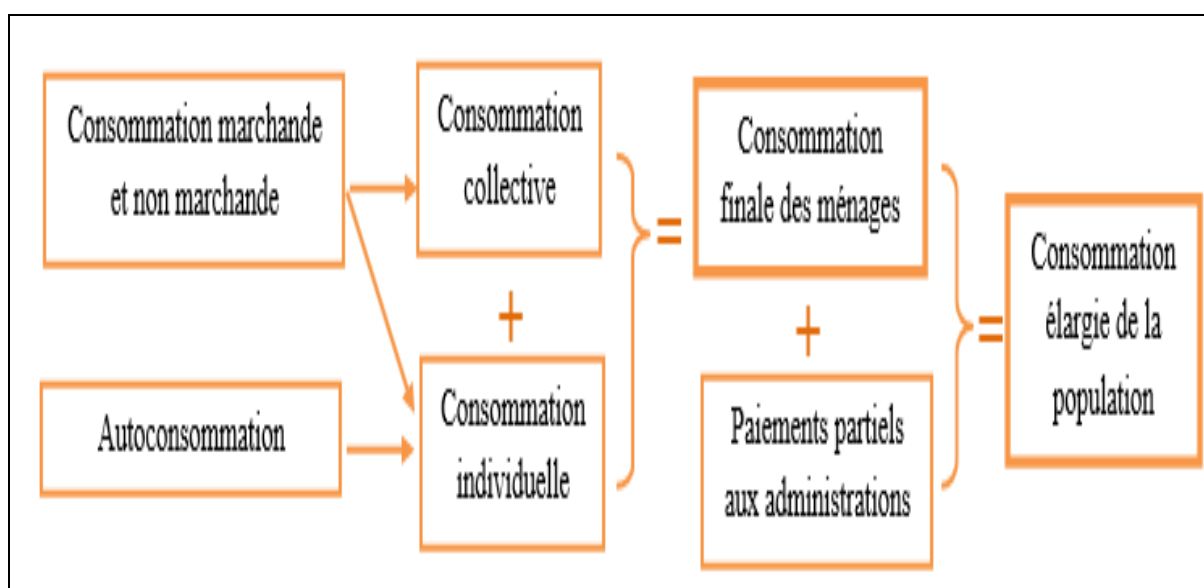 Consommation marchande
et non marchande
Autoconsommation
Consommation
collective
+
Consommation
individuelle
=
Consommation
finale des ménages
+
Paiements partiels
aux administrations
=
Consommation
élargie de la
population